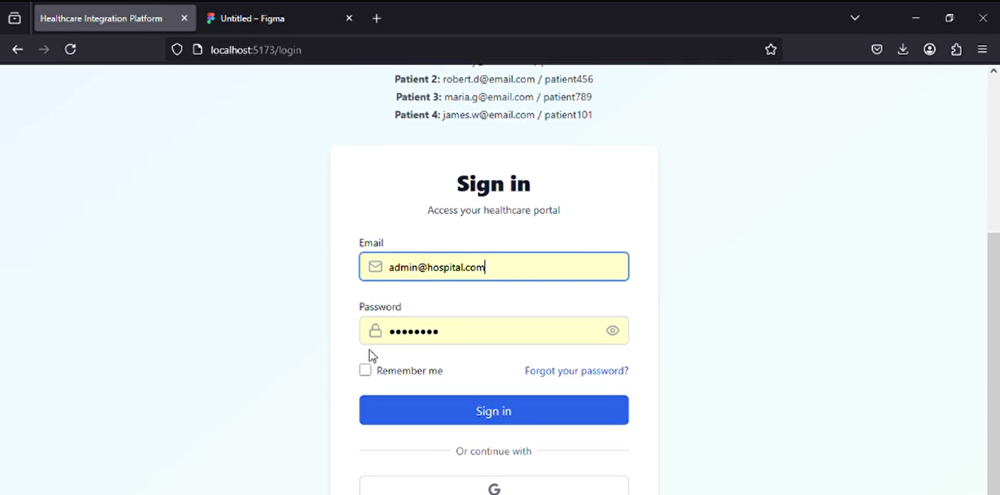 Healthcare Integration Platform
Untitled – Figma
localhost:5173/login
Patient 2: robert.d@email.com / patient456
Patient 3: maria.g@email.com / patient789
Patient 4: james.w@email.com / patient101
Sign in
Access your healthcare portal
Email
admin@hospital.com
Password
Remember me
Forgot your password?
Sign in
Or continue with
G